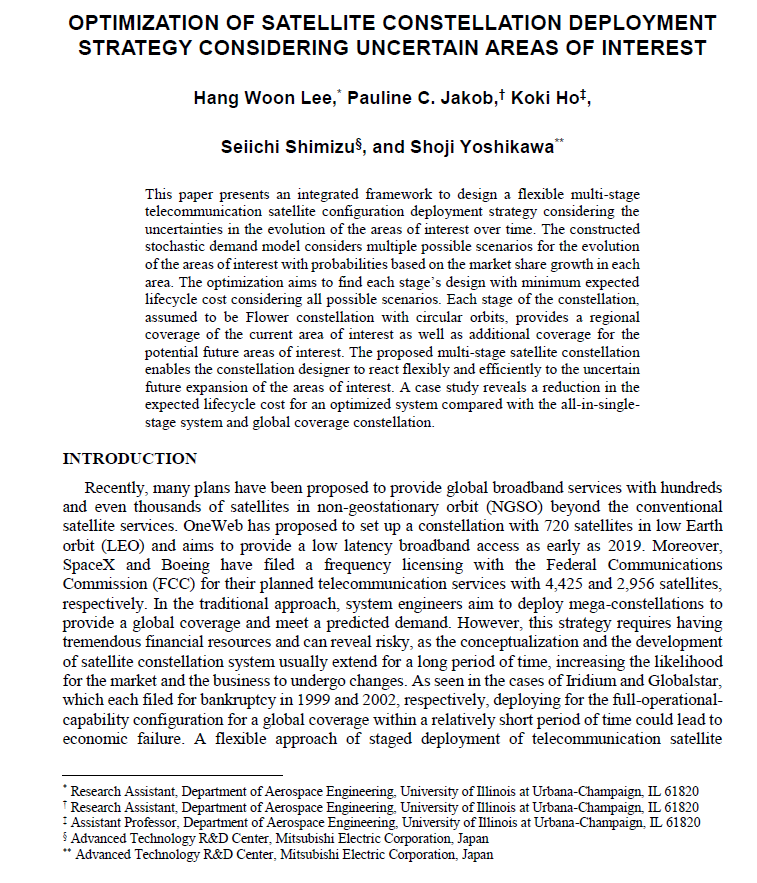 OPTIMIZATION OF SATELLITE CONSTELLATION DEPLOYMENT
STRATEGY CONSIDERING UNCERTAIN AREAS OF INTEREST
Hang Woon Lee,* Pauline C. Jakob,† Koki Ho‡,
Seiichi Shimizu§, and Shoji Yoshikawa**
This paper presents an integrated framework to design a flexible multi-stage
telecommunication satellite configuration deployment strategy considering the
uncertainties in the evolution of the areas of interest over time. The constructed
stochastic demand model considers multiple possible scenarios for the evolution
of the areas of interest with probabilities based on the market share growth in each
area. The optimization aims to find each stage's design with minimum expected
lifecycle cost considering all possible scenarios. Each stage of the constellation,
assumed to be Flower constellation with circular orbits, provides a regional
coverage of the current area of interest as well as additional coverage for the
potential future areas of interest. The proposed multi-stage satellite constellation
enables the constellation designer to react flexibly and efficiently to the uncertain
future expansion of the areas of interest. A case study reveals a reduction in the
expected lifecycle cost for an optimized system compared with the all-in-single-
stage system and global coverage constellation.
INTRODUCTION
Recently, many plans have been proposed to provide global broadband services with hundreds
and even thousands of satellites in non-geostationary orbit (NGSO) beyond the conventional
satellite services. OneWeb has proposed to set up a constellation with 720 satellites in low Earth
orbit (LEO) and aims to provide a low latency broadband access as early as 2019. Moreover,
SpaceX and Boeing have filed a frequency licensing with the Federal Communications
Commission (FCC) for their planned telecommunication services with 4,425 and 2,956 satellites,
respectively. In the traditional approach, system engineers aim to deploy mega-constellations to
provide a global coverage and meet a predicted demand. However, this strategy requires having
tremendous financial resources and can reveal risky, as the conceptualization and the development
of satellite constellation system usually extend for a long period of time, increasing the likelihood
for the market and the business to undergo changes. As seen in the cases of Iridium and Globalstar,
which each filed for bankruptcy in 1999 and 2002, respectively, deploying for the full-operational-
capability configuration for a global coverage within a relatively short period of time could lead to
economic failure. A flexible approach of staged deployment of telecommunication satellite
* Research Assistant, Department of Aerospace Engineering, University of Illinois at Urbana-Champaign, IL 61820
† Research Assistant, Department of Aerospace Engineering, University of Illinois at Urbana-Champaign, IL 61820
‡ Assistant Professor, Department of Aerospace Engineering, University of Illinois at Urbana-Champaign, IL 61820
§ Advanced Technology R&D Center, Mitsubishi Electric Corporation, Japan
** Advanced Technology R&D Center, Mitsubishi Electric Corporation, Japan